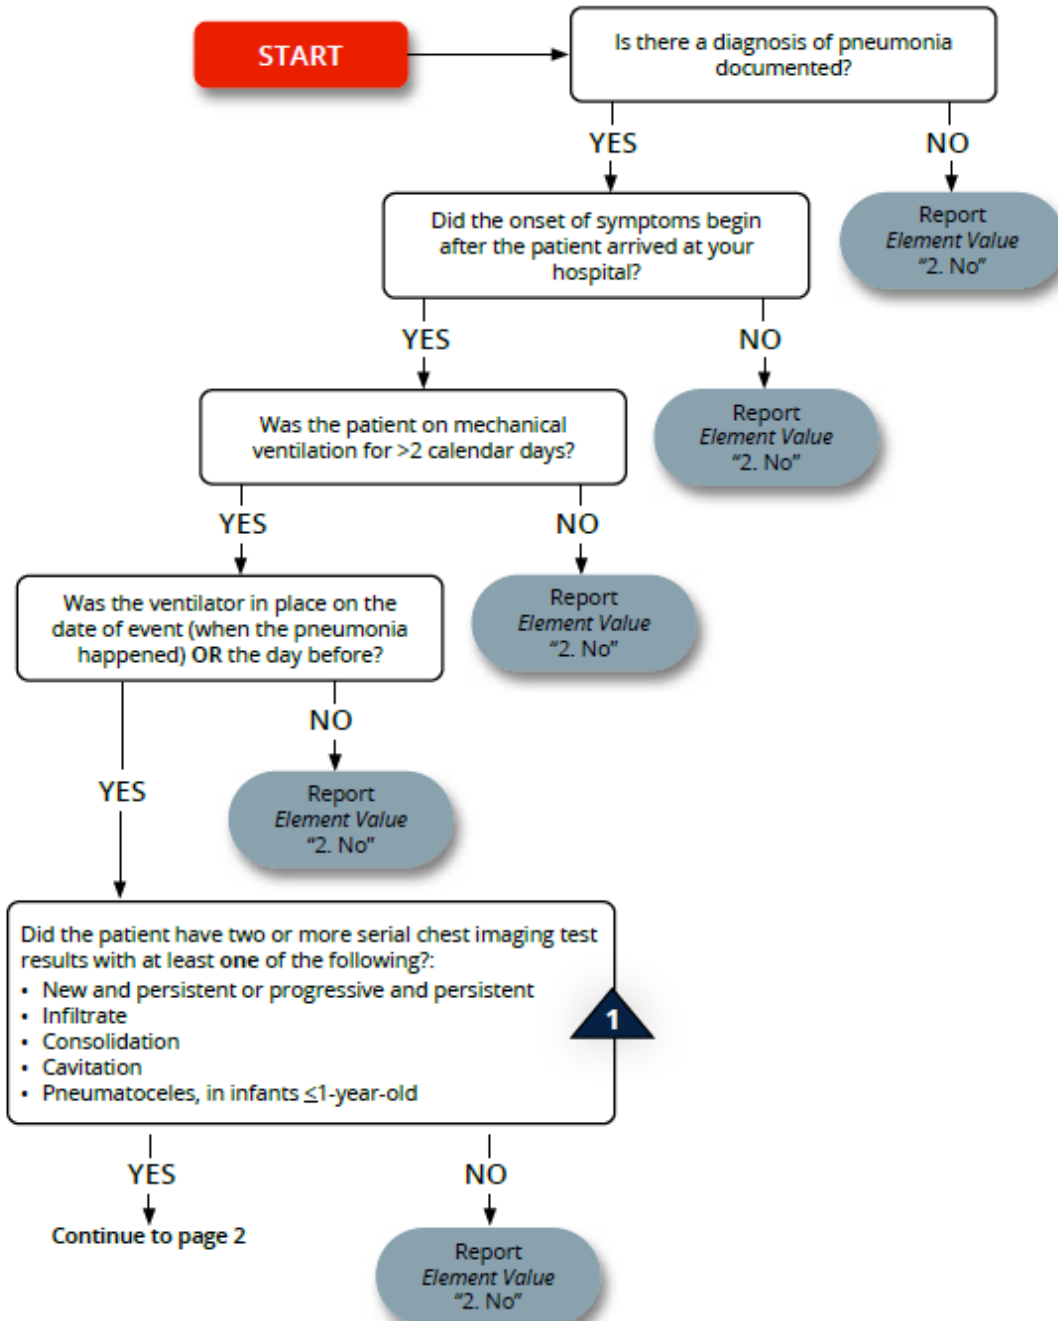 START
Is there a diagnosis of pneumonia
documented?
YES
NO
Report
Element Value
“2. No”
Did the onset of symptoms begin
after the patient arrived at your
hospital?
YES
NO
Report
Element Value
“2. No”
Was the patient on mechanical
ventilation for >2 calendar days?
YES
NO
Report
Element Value
“2. No”
Was the ventilator in place on the
date of event (when the pneumonia
happened) OR the day before?
NO
YES
Report
Element Value
“2. No”
Did the patient have two or more serial chest imaging test
results with at least one of the following?:
• New and persistent or progressive and persistent
• Infiltrate
• Consolidation
• Cavitation
• Pneumatoceles, in infants ≤1-year-old
1
YES
NO
Continue to page 2
Report
Element Value
“2. No”